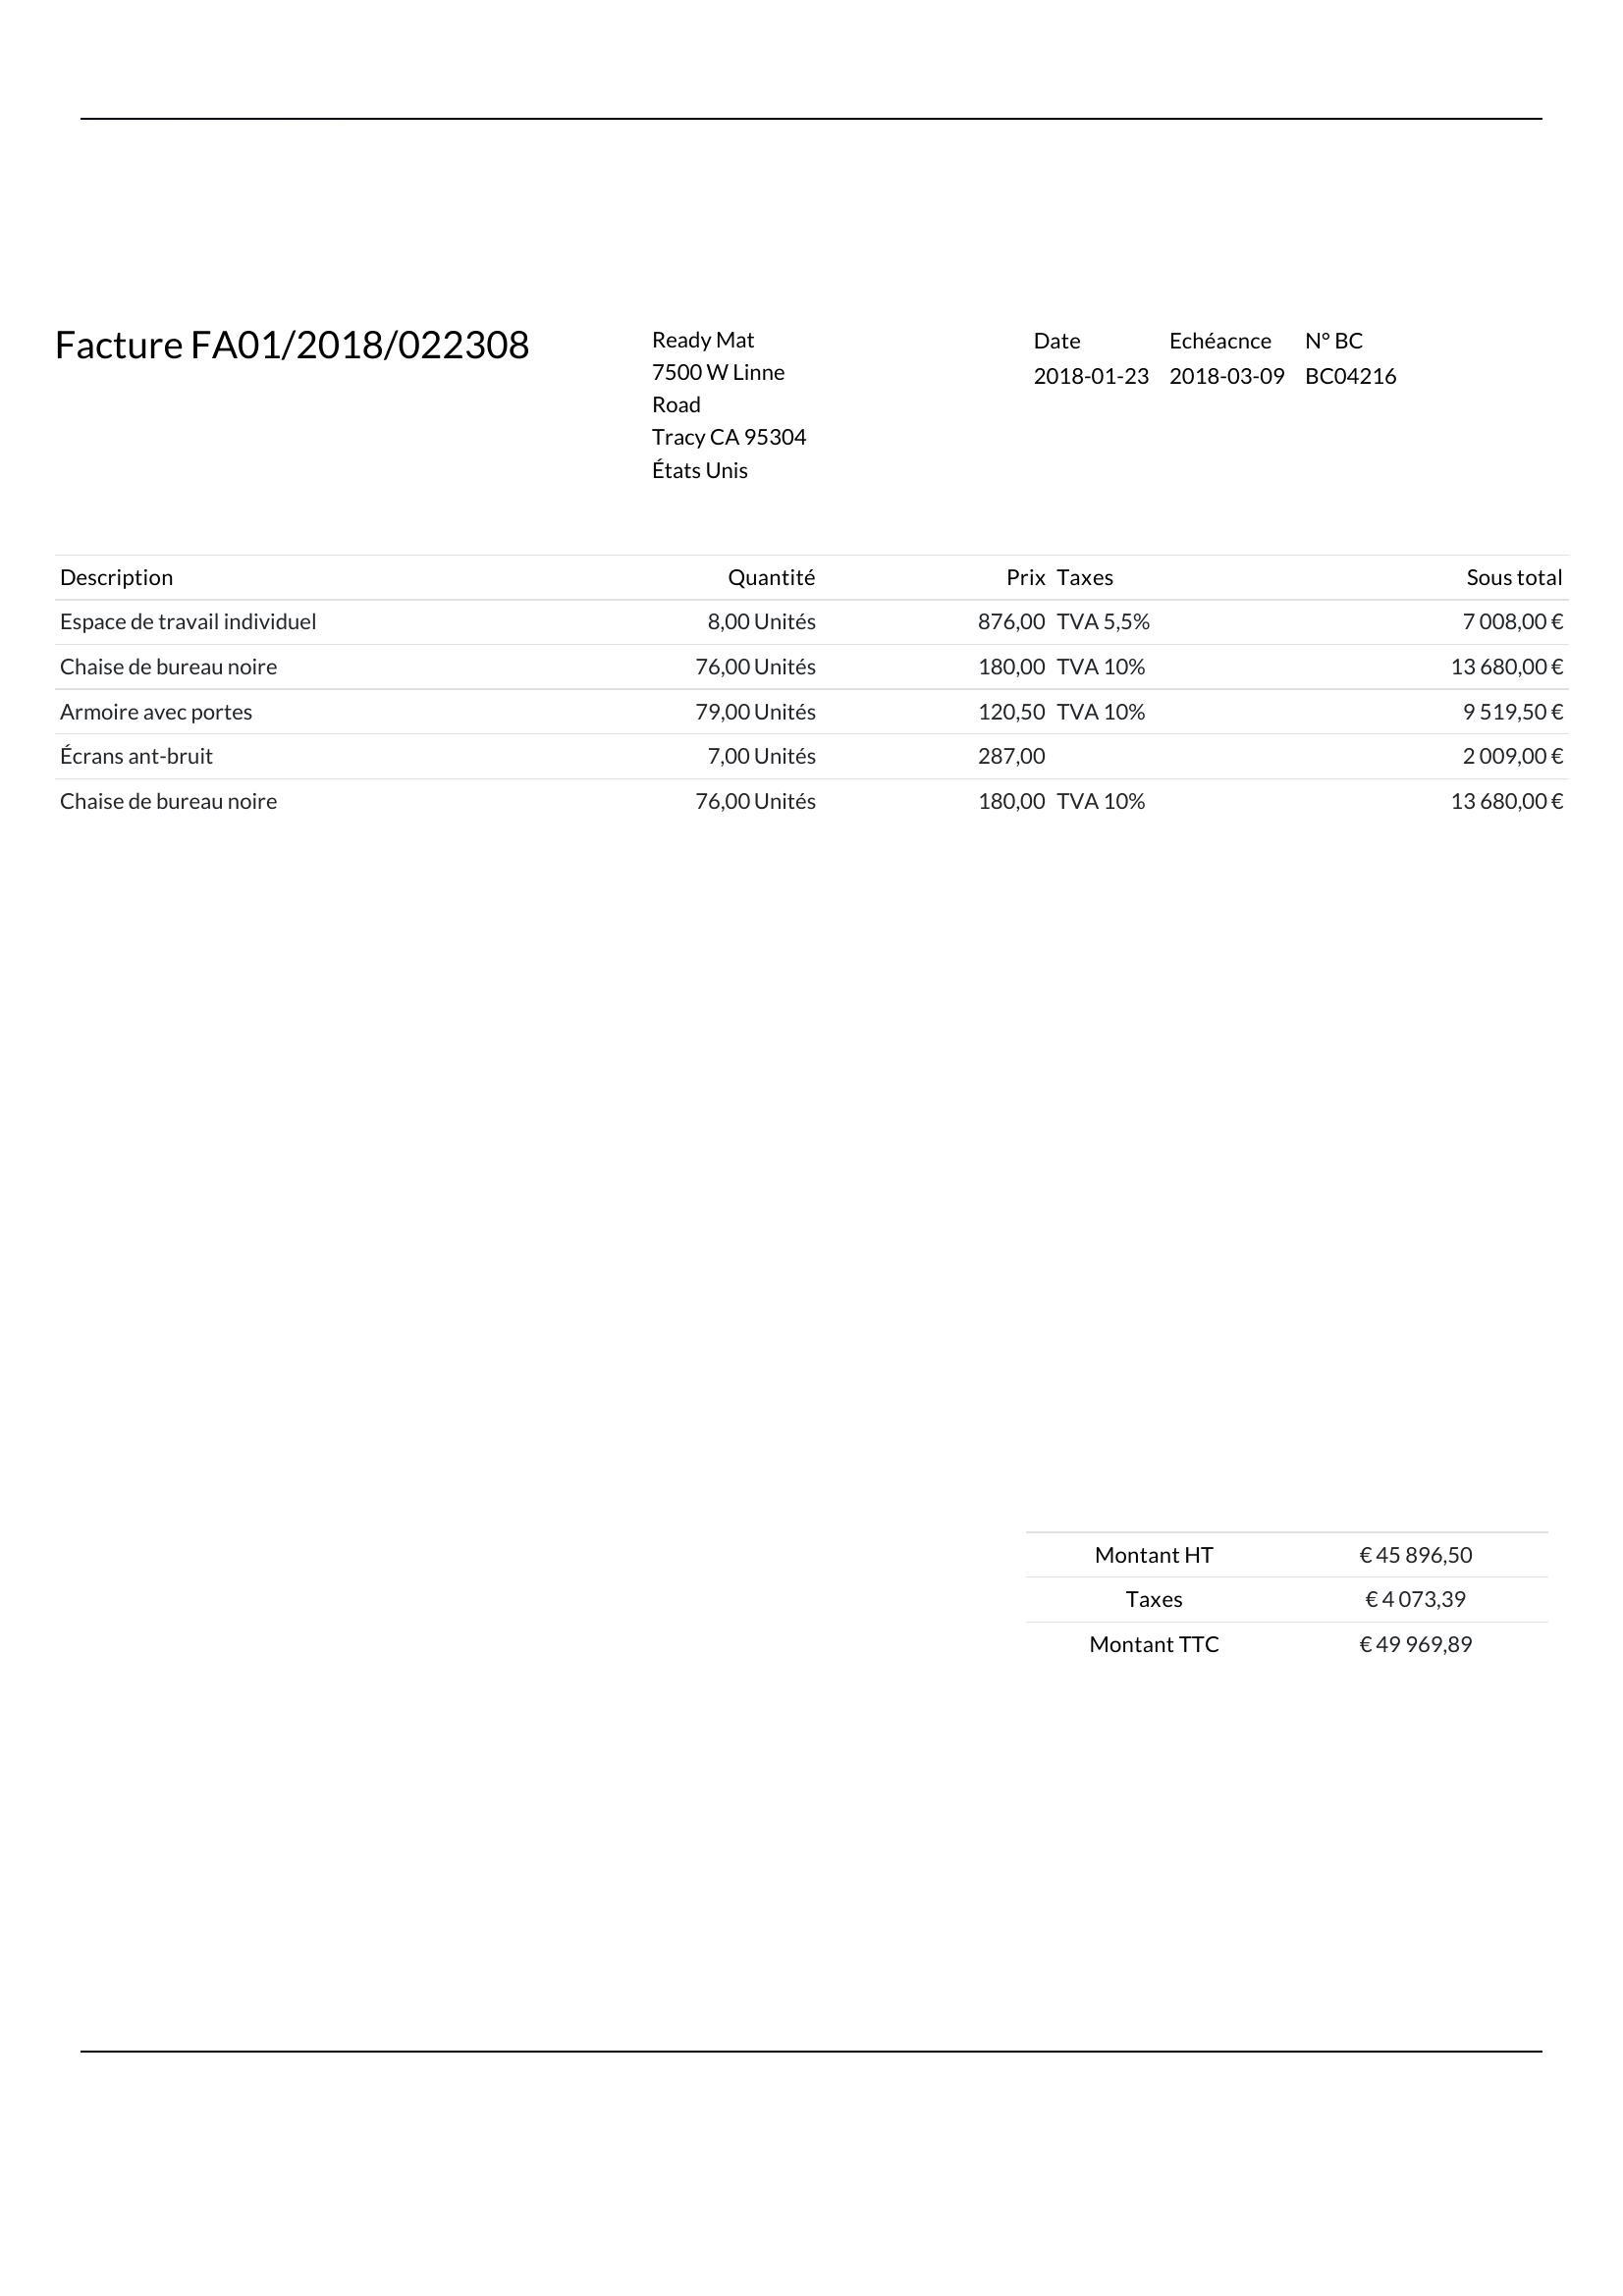 Facture FA01/2018/022308
Ready Mat
7500 W Linne
Road
Tracy CA 95304
États Unis
Date Echéacnce N° BC
2018-01-23 2018-03-09 BC04216
Description Quantité Prix Taxes Sous total
Espace de travail individuel 8,00 Unités 876,00 TVA 5,5% 7 008,00 €
Chaise de bureau noire 76,00 Unités 180,00 TVA 10% 13 680,00 €
Armoire avec portes 79,00 Unités 120,50 TVA 10% 9 519,50 €
Écrans ant-bruit 7,00 Unités 287,00 2 009,00 €
Chaise de bureau noire 76,00 Unités 180,00 TVA 10% 13 680,00 €
Montant HT € 45 896,50
Taxes € 4 073,39
Montant TTC € 49 969,89